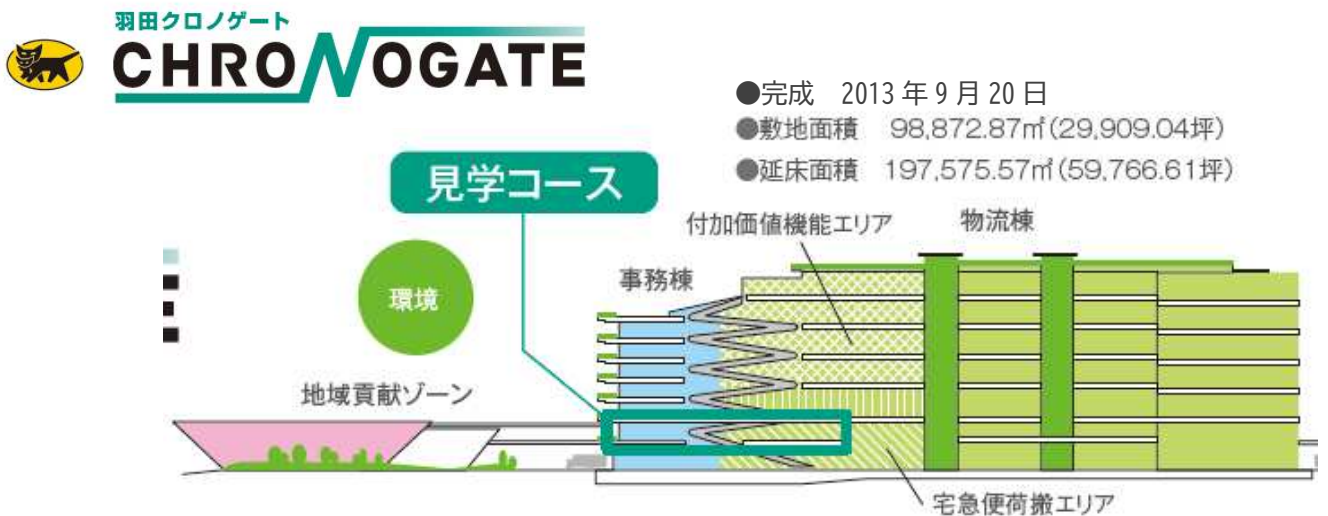 羽田クロノゲート
CHRONOGATE
●完成　2013年9月20日
●敷地面積　98,872.87㎡(29,909.04坪)
●延床面積　197,575.57㎡(59,766.61坪)
見学コース
付加価値機能エリア
物流棟
事務棟
環境
地域貢献ゾーン
宅急便荷搬エリア